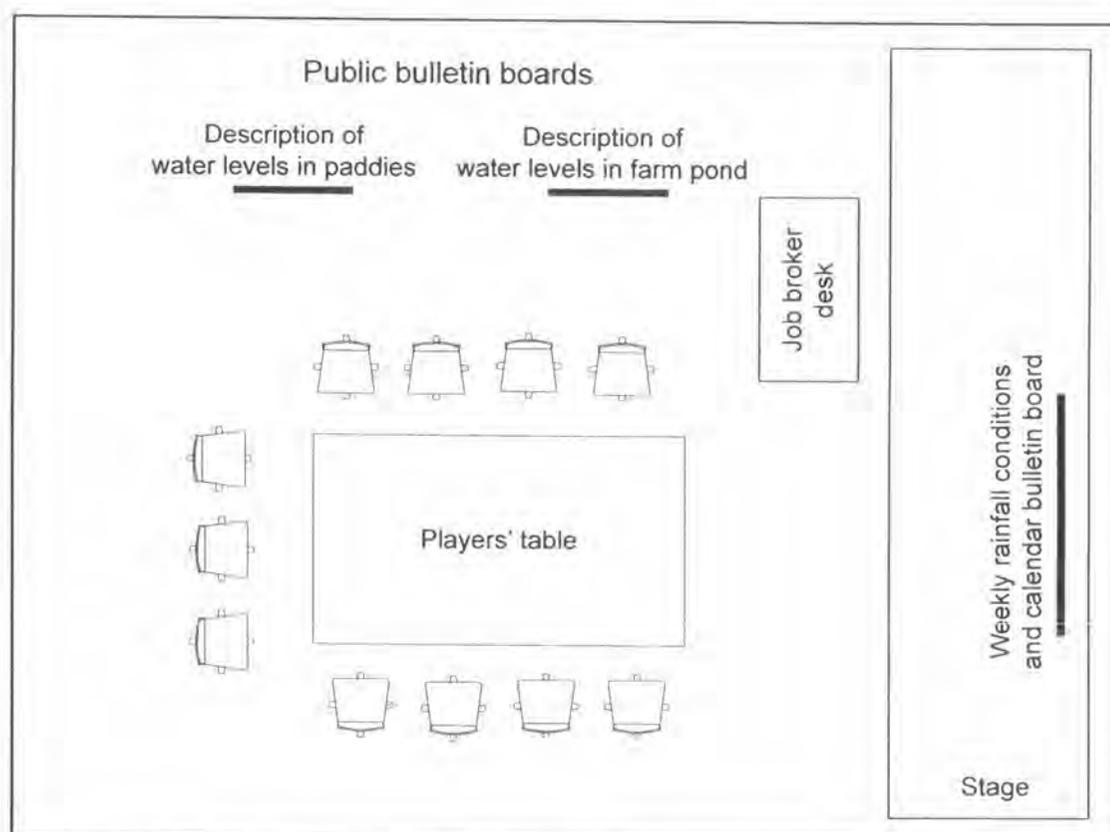 Public bulletin boards
Description of
water levels in paddies
Description of
water levels in farm pond
Job broker
desk
Players' table
Weekly rainfall conditions
and calendar bulletin board
Stage